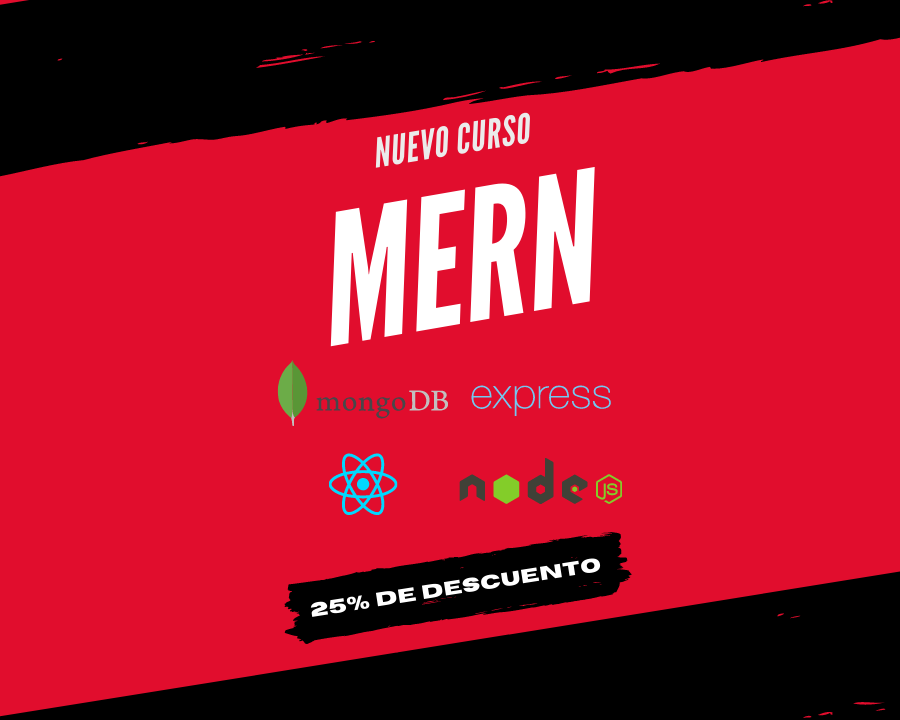 NUEVO CURSO
MERN
mongoDB express
node JS
25% DE DESCUENTO